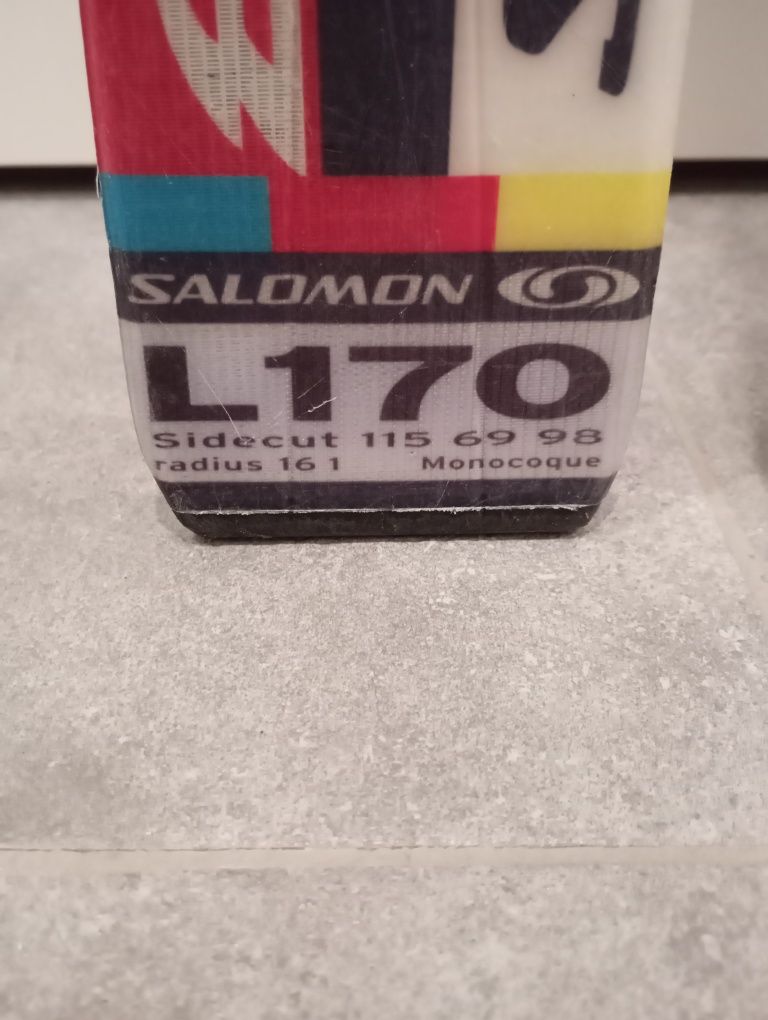 SALOMON
L170
Sidecut 115 69 98
radius 16 1 Monocoque